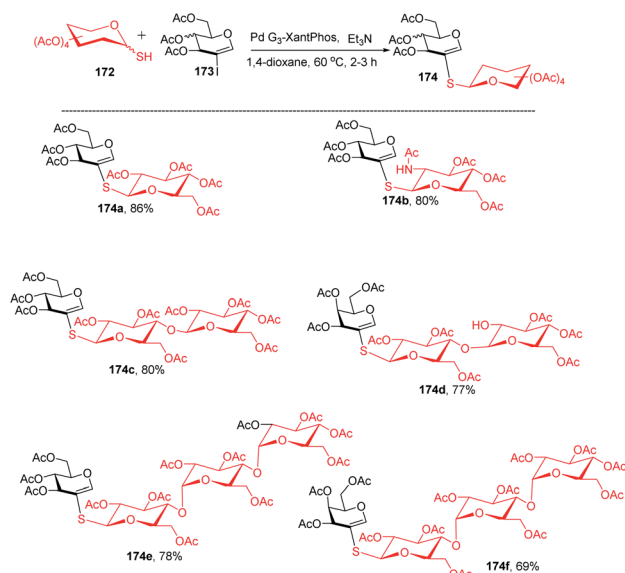 (AcO)4
SH
172
+
AcO
AcO
AcO
O
I
173
Pd G3-XantPhos, Et3N
1,4-dioxane, 60 °C, 2-3 h
AcO
AcO
AcO
O
S
O
(OAc)4
174
AcO
AcO
AcO
O
S
AcO
OAc
OAc
O
OAc
174a, 86%
AcO
AcO
AcO
O
S
Ac
HN
OAc
OAc
O
OAc
174b, 80%
AcO
AcO
AcO
O
S
AcO
OAc
O
O
OAc
AcO
OAc
OAc
O
OAc
174c, 80%
AcO
OAc
AcO
O
S
AcO
OAc
O
O
OAc
HO
OAc
OAc
O
OAc
174d, 77%
AcO
AcO
AcO
O
S
AcO
OAc
O
O
OAc
AcO
OAc
O
O
OAc
AcO
OAc
OAc
O
OAc
174e, 78%
AcO
OAc
AcO
O
S
AcO
OAc
O
O
OAc
AcO
OAc
O
O
OAc
AcO
OAc
OAc
O
OAc
174f, 69%